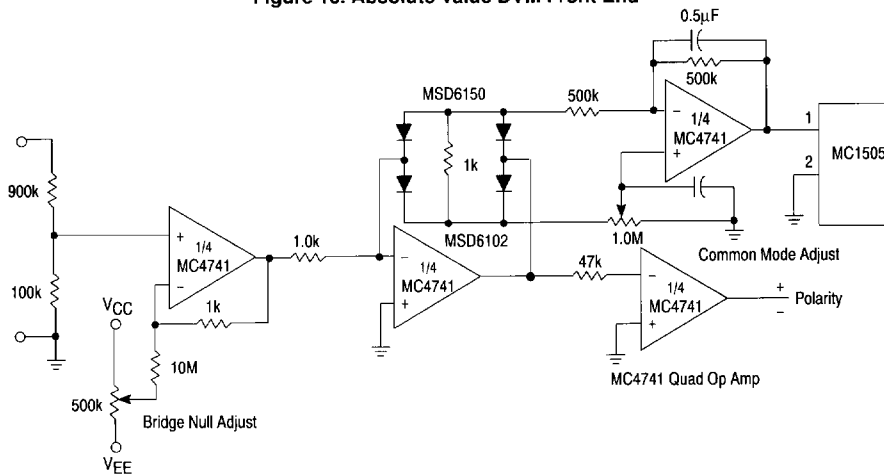 Figure 18. Absolute Value DVM Front End
0.5µF
500k
MSD6150
500k
1/4
MC4741
−
+
1
2
MC1505
1k
900k
1/4
MC4741
+
−
1.0k
MSD6102
1.0M
Common Mode Adjust
1/4
MC4741
−
+
47k
1/4
MC4741
−
+
+
−
Polarity
100k
1k
VCC
10M
MC4741 Quad Op Amp
500k
Bridge Null Adjust
VEE